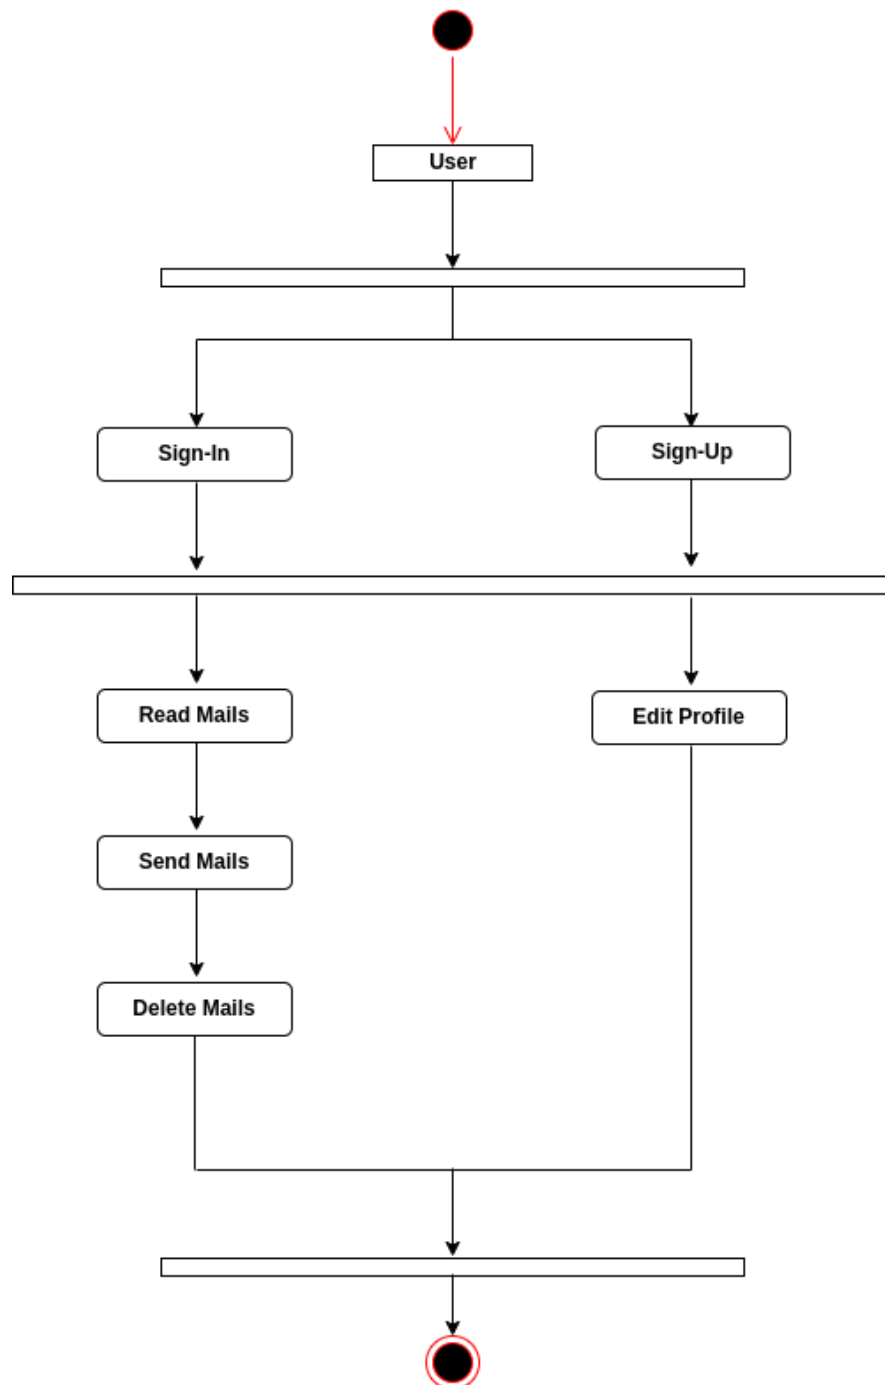 User
Sign-In
Sign-Up
Read Mails
Edit Profile
Send Mails
Delete Mails